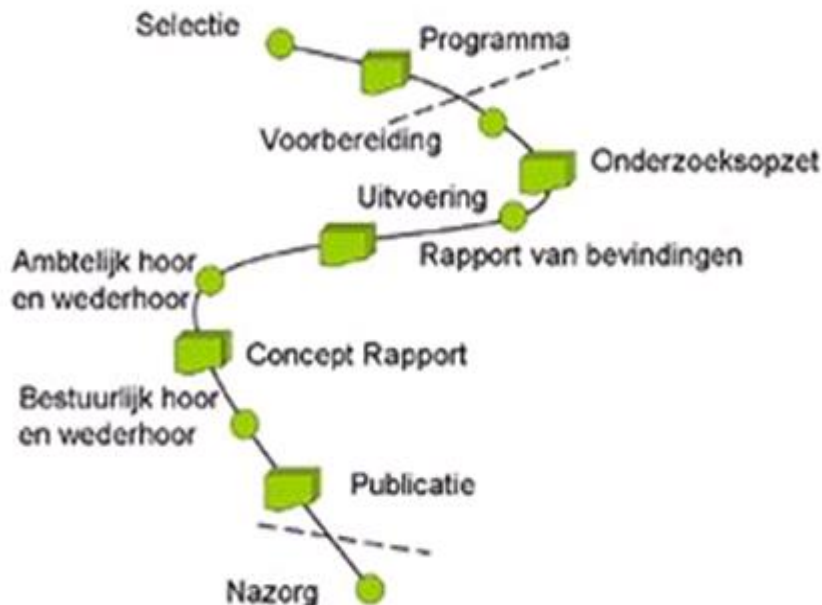 Selectie
Programma
Voorbereiding
Onderzoeksopzet
Uitvoering
Rapport van bevindingen
Ambtelijk hoor
en wederhoor
Concept Rapport
Bestuurlijk hoor
en wederhoor
Publicatie
Nazorg